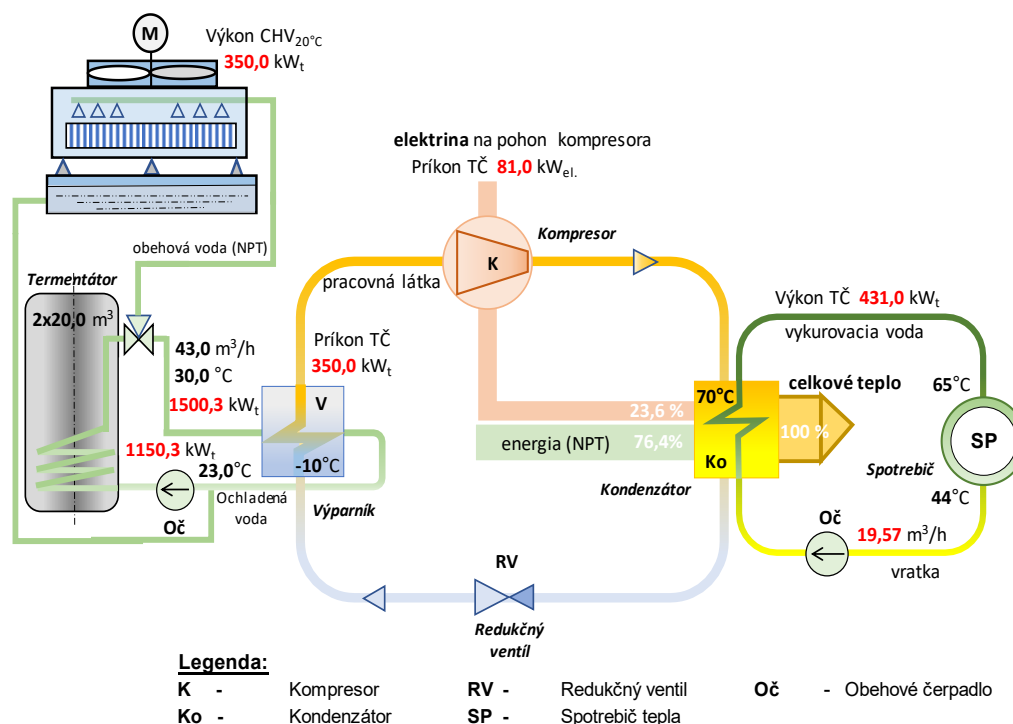 M
Výkon CHV20°C
350,0 kWt
elektrina na pohon kompresora
Príkon TČ 81,0 kWel.
Kompresor
K
obehová voda (NPT)
pracovná látka
Termentátor
2x20,0 m³
43,0 m³/h
30,0 °C
1500,3 kWt
1150,3 kWt
23,0°C
Ochladená
voda
Oč
Príkon TČ
350,0 kWt
V
-10°C
Výparník
Výkon TČ 431,0 kWt
vykurovacia voda
70°C
celkové teplo
65°C
23,6 %
energia (NPT)
76,4%
100 %
Ko
Kondenzátor
SP
Spotrebič
44°C
Oč
19,57 m³/h
vratka
RV
Redukčný
ventíl
Legenda:
K - Kompresor RV - Redukčný ventil Oč - Obehové čerpadlo
Ko - Kondenzátor SP - Spotrebič tepla